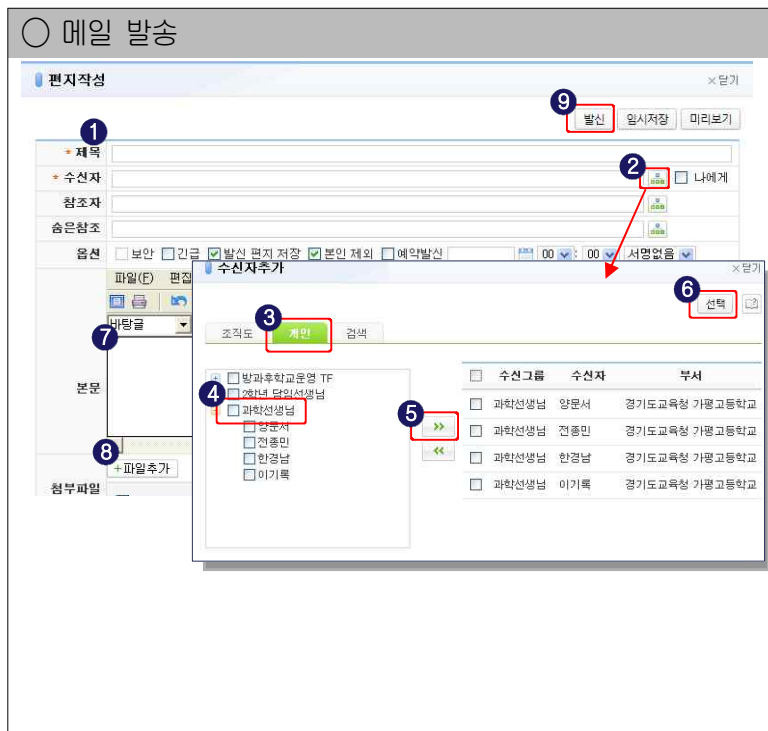 ○ 메일 발송
편지작성 ×닫기
9
발신 임시저장 미리보기
1
* 제목
* 수신자 2 나에게
참조자
숨은참조
옵션 보안 긴급 발신 편지 저장 본인 제외 예약발신 00 : 00 서명없음
파일(F) 편집
바탕글
7
본문
8
+파일추가
첨부파일
수신자추가 ×닫기
6
선택
3
조직도 개인 검색
방과후학교운영 TF
2학년 담임선생님
4
과학선생님
양문서
전종민
한경남
이기록
5
>>
<<
수신그룹 수신자 부서
과학선생님 양문서 경기도교육청 가평고등학교
과학선생님 전종민 경기도교육청 가평고등학교
과학선생님 한경남 경기도교육청 가평고등학교
과학선생님 이기록 경기도교육청 가평고등학교